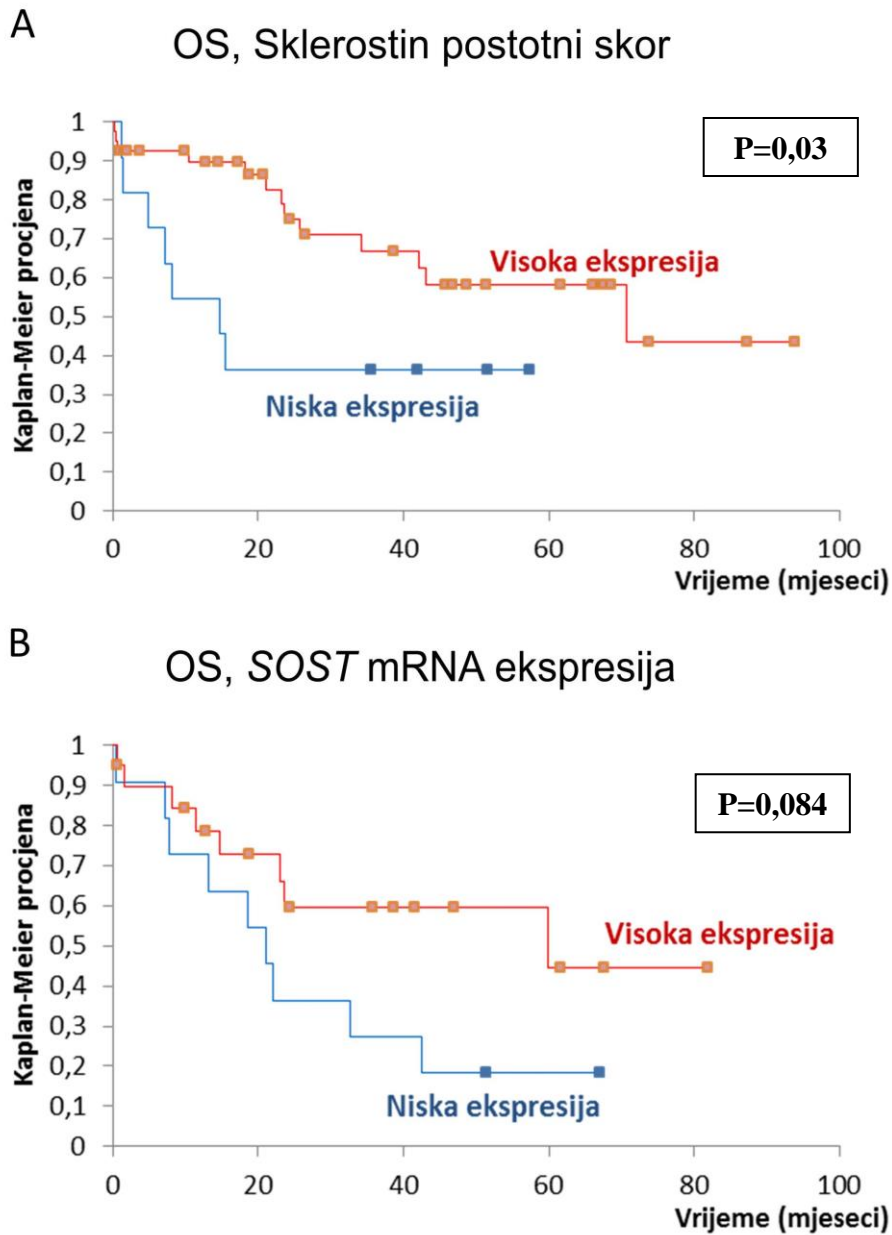 A
OS, Sklerostin postotni skor
P=0,03
Kaplan-Meier procjena
1
0,9
0,8
0,7
0,6
0,5
0,4
0,3
0,2
0,1
0
Visoka ekspresija
Niska ekspresija
0 20 40 60 80 100
Vrijeme (mjeseci)
B
OS, SOST mRNA ekspresija
P=0,084
Kaplan-Meier procjena
1
0,9
0,8
0,7
0,6
0,5
0,4
0,3
0,2
0,1
0
Visoka ekspresija
Niska ekspresija
0 20 40 60 80 100
Vrijeme (mjeseci)